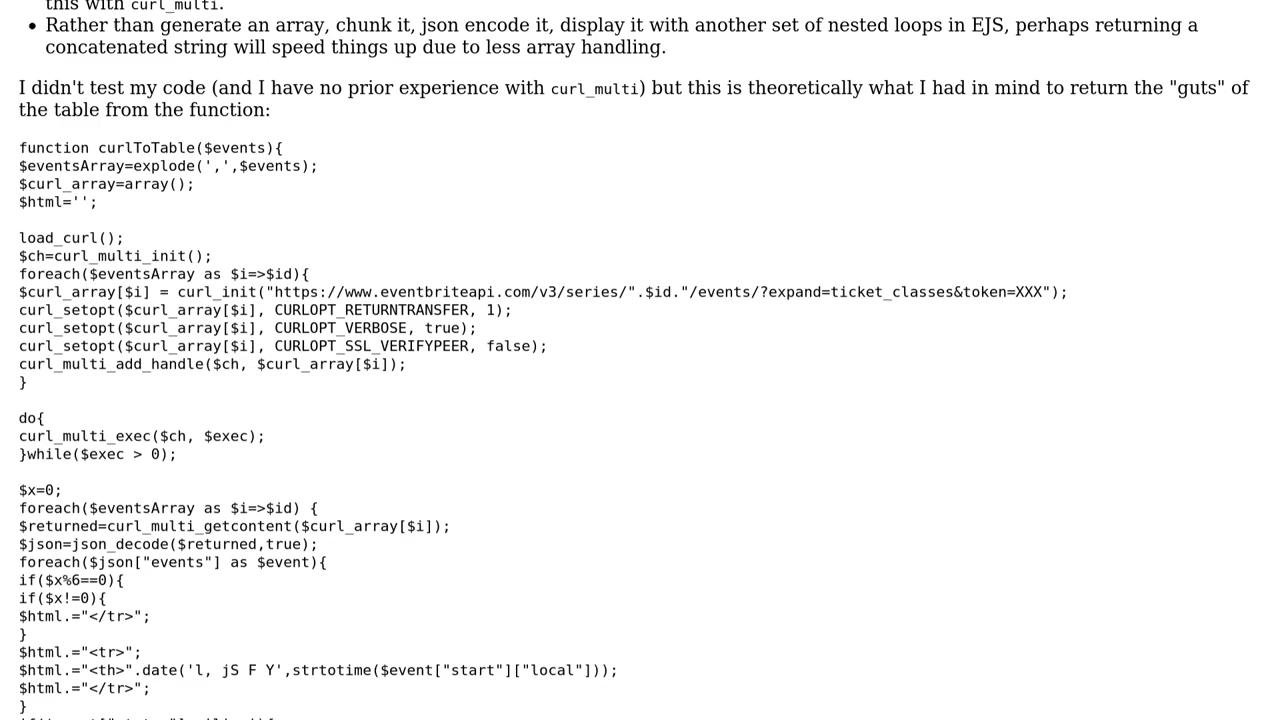 this with curl_multi.
• Rather than generate an array, chunk it, json encode it, display it with another set of nested loops in EJS, perhaps returning a
concatenated string will speed things up due to less array handling.
I didn't test my code (and I have no prior experience with curl_multi) but this is theoretically what I had in mind to return the "guts" of
the table from the function:
function curlToTable($events){
$eventsArray=explode(',',$events);
$curl_array=array();
$html='';
load_curl();
$ch=curl_multi_init();
foreach($eventsArray as $i=>$id){
$curl_array[$i] = curl_init("https://www.eventbriteapi.com/v3/series/".$id."/events/?expand=ticket_classes&token=XXX");
curl_setopt($curl_array[$i], CURLOPT_RETURNTRANSFER, 1);
curl_setopt($curl_array[$i], CURLOPT_VERBOSE, true);
curl_setopt($curl_array[$i], CURLOPT_SSL_VERIFYPEER, false);
curl_multi_add_handle($ch, $curl_array[$i]);
}
do{
curl_multi_exec($ch, $exec);
}while($exec > 0);
$x=0;
foreach($eventsArray as $i=>$id) {
$returned=curl_multi_getcontent($curl_array[$i]);
$json=json_decode($returned,true);
foreach($json["events"] as $event){
if($x%6==0){
if($x!=0){
$html.="</tr>";
}
$html.="<tr>";
$html.="<th>".date('l, jS F Y',strtotime($event["start"]["local"]));
$html.="</tr>";
}